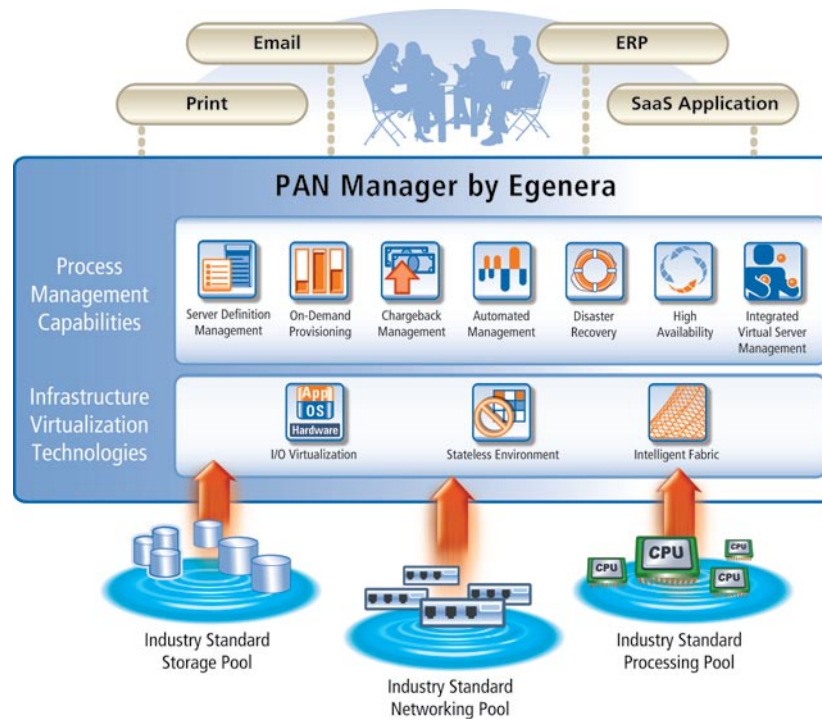 Email
ERP
Print
SaaS Application
PAN Manager by Egenera
Process
Management
Capabilities
Server Definition
Management
On-Demand
Provisioning
Chargeback
Management
Automated
Management
Disaster
Recovery
High
Availability
Integrated
Virtual Server
Management
Infrastructure
Virtualization
Technologies
App
OS
Hardware
I/O Virtualization
Stateless Environment
Intelligent Fabric
CPU
CPU
CPU
CPU
Industry Standard
Storage Pool
Industry Standard
Networking Pool
Industry Standard
Processing Pool